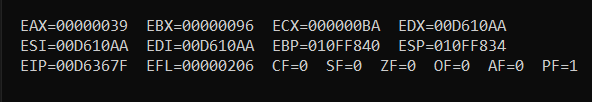 EAX=00000039 EBX=00000096 ECX=000000BA EDX=00D610AA
ESI=00D610AA EDI=00D610AA EBP=010FF840 ESP=010FF834
EIP=00D6367F EFL=00000206 CF=0 SF=0 ZF=0 OF=0 AF=0 PF=1